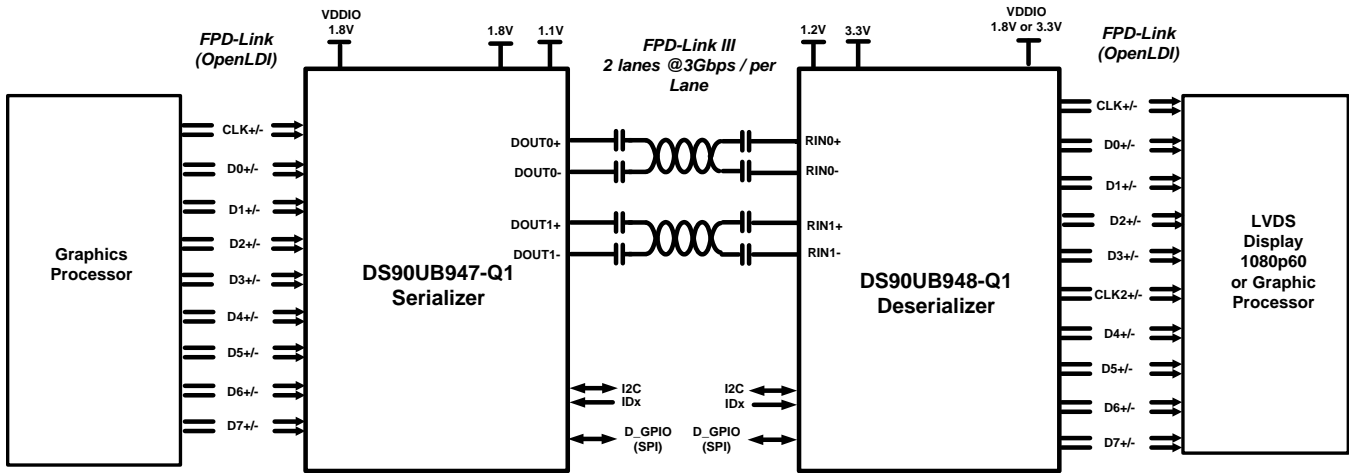 FPD-Link
(OpenLDI)
VDDIO
1.8V
1.8V
1.1V
FPD-Link III
2 lanes @3Gbps / per
Lane
1.2V
3.3V
VDDIO
1.8V or 3.3V
FPD-Link
(OpenLDI)
Graphics
Processor
CLK+/-
D0+/-
D1+/-
D2+/-
D3+/-
D4+/-
D5+/-
D6+/-
D7+/-
DS90UB947-Q1
Serializer
DOUT0+
DOUT0-
DOUT1+
DOUT1-
I2C
IDx
D_GPIO
(SPI)
RIN0+
RIN0-
RIN1+
RIN1-
I2C
IDx
D_GPIO
(SPI)
DS90UB948-Q1
Deserializer
CLK+/-
D0+/-
D1+/-
D2+/-
D3+/-
CLK2+/-
D4+/-
D5+/-
D6+/-
D7+/-
LVDS
Display
1080p60
or Graphic
Processor